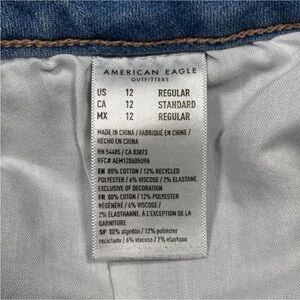 AMERICAN EAGLE
OUTFITTERS
US 12 REGULAR
CA 12 STANDARD
MX 12 REGULAR
MADE IN CHINA / FABRIQUÉ EN CHINE /
HECHO EN CHINA
RN 54485 / CA 03873
RFC# AEM120605U9A
EN 80% COTTON / 12% RECYCLED
POLYESTER / 6% VISCOSE / 2% ELASTANE
EXCLUSIVE OF DECORATION
FR 80% COTON / 12% POLYESTER
RÉGÉNÉRÉ / 6% VISCOSE /
2% ÉLASTHANNE. À L'EXCEPTION DE LA
GARNITURE
SP 80% algodón / 12% poliéster
reciclado / 6% viscosa / 2% elastano